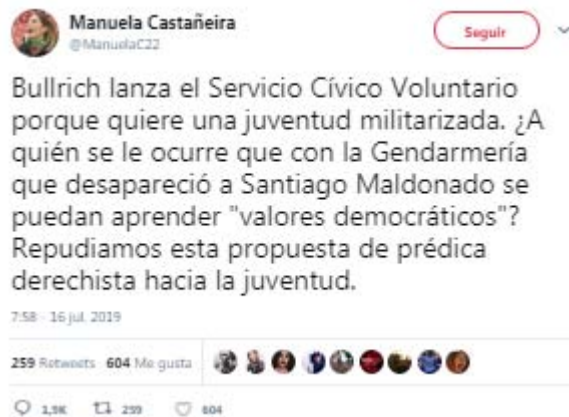 Manuela Castañeira
@ManuelaC22
Seguir
Bullrich lanza el Servicio Cívico Voluntario
porque quiere una juventud militarizada. ¿A
quién se le ocurre que con la Gendarmería
que desapareció a Santiago Maldonado se
puedan aprender "valores democráticos"?
Repudiamos esta propuesta de prédica
derechista hacia la juventud.
7:58 - 16 jul. 2019
259 Retweets 604 Me gusta
1,9K 259 604